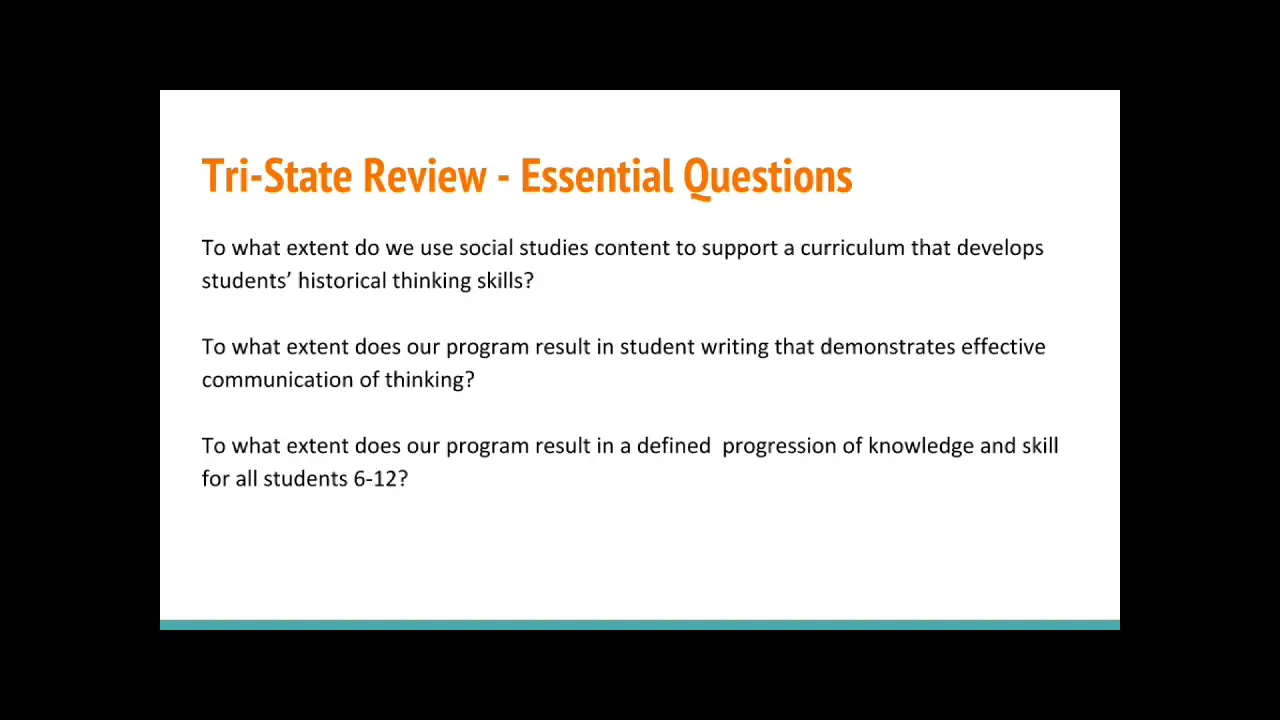 Tri-State Review - Essential Questions
To what extent do we use social studies content to support a curriculum that develops
students’ historical thinking skills?
To what extent does our program result in student writing that demonstrates effective
communication of thinking?
To what extent does our program result in a defined  progression of knowledge and skill
for all students 6-12?